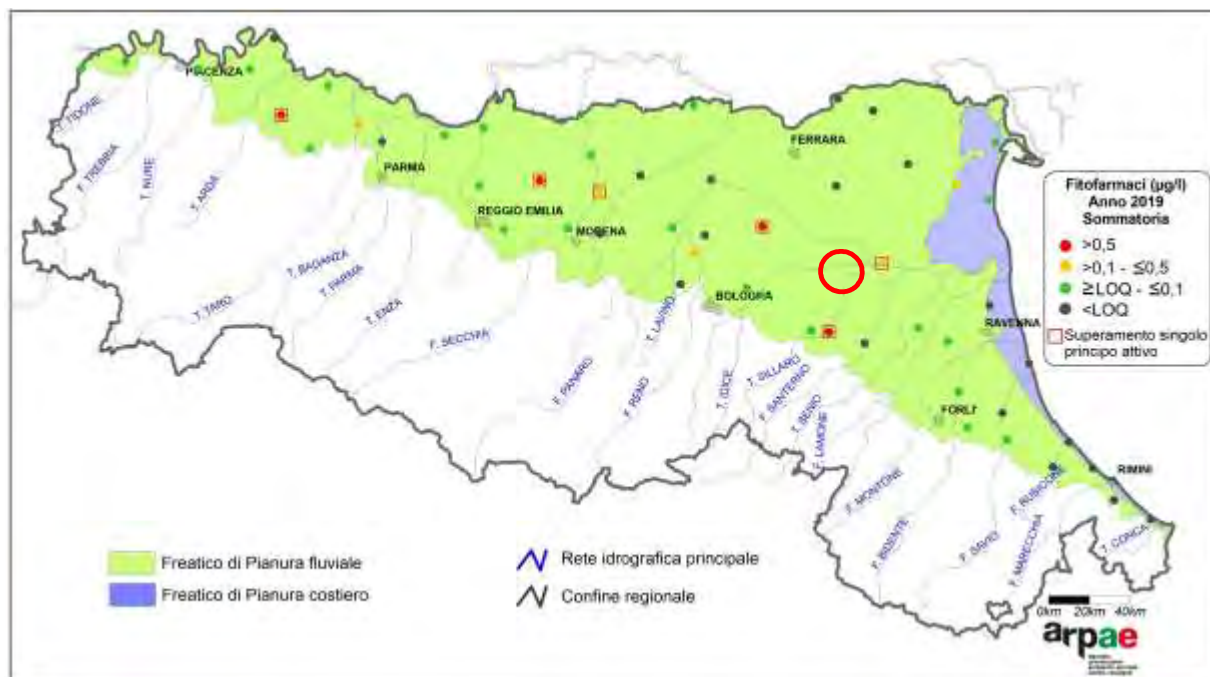 PIACENZA
T. TIDONE
F. TREBBIA
T. NURE
T. ARDA
PARMA
FERRARA
REGGIO EMILIA
MODENA
BOLOGNA
RAVENNA
FORLI'
RIMINI
T. TARO
T. BAGANZA
T. PARMA
T. ENZA
F. SECCHIA
F. PANARO
T. LAVINO
F. RENO
T. IDICE
T. SILLARO
F. SANTERNO
T. SENIO
F. LAMONE
F. MONTONE
F. BIDENTE
F. SAVIO
F. RUBICONE
F. MARECCHIA
T. CONCA
Fitofarmaci (µg/l)
Anno 2019
Sommatoria
>0,5
>0,1 - ≤0,5
≥LOQ - ≤0,1
<LOQ
Superamento singolo
principo attivo
Freatico di Pianura fluviale
Freatico di Pianura costiero
Rete idrografica principale
Confine regionale
0km 20km 40km
arpae